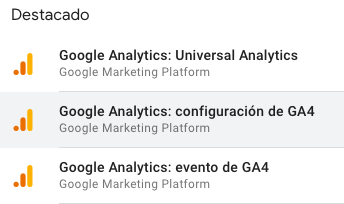 Destacado
Google Analytics: Universal Analytics
Google Marketing Platform
Google Analytics: configuración de GA4
Google Marketing Platform
Google Analytics: evento de GA4
Google Marketing Platform